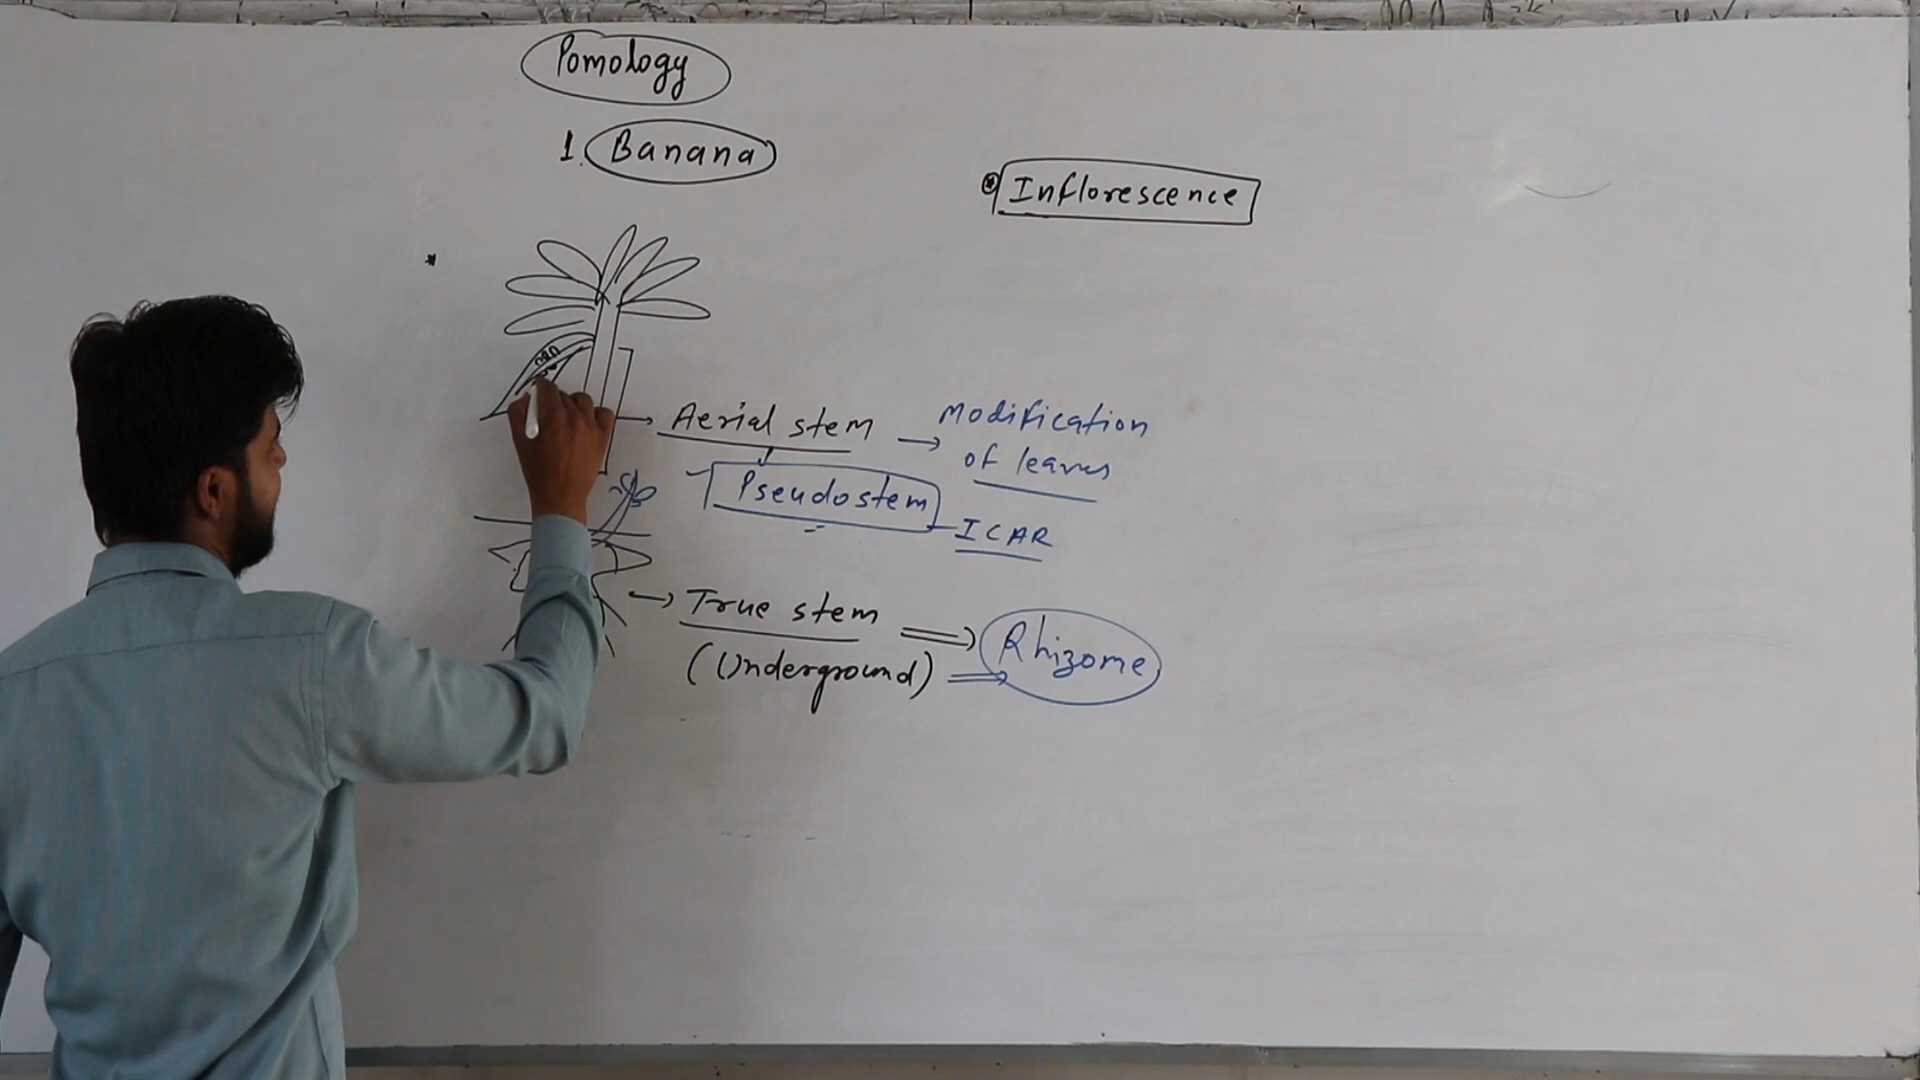 Pomology
1. Banana
* Inflorescence
*
Aerial stem → Modification
of leaves
Pseudostem - ICAR
→ True stem ⇒ Rhizome
(Underground) ⇒